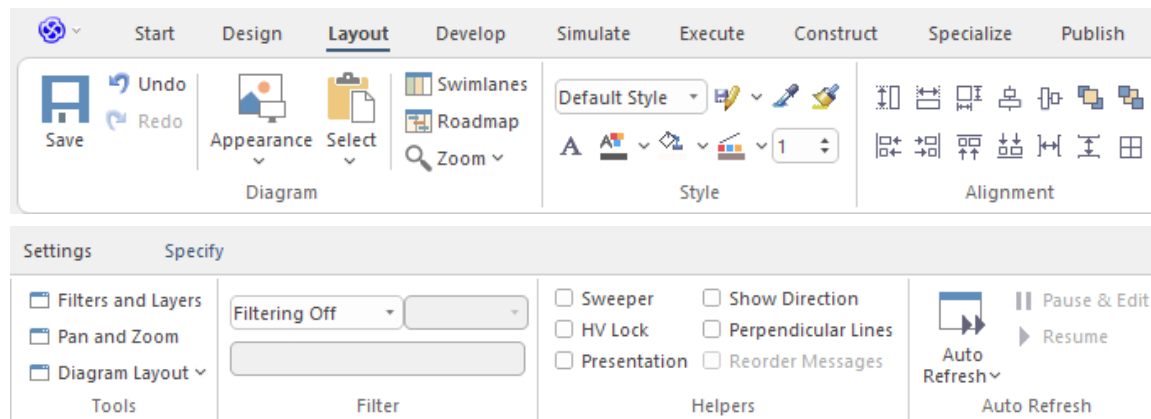 Start Design Layout Develop Simulate Execute Construct Specialize Publish
Save
Undo
Redo
Appearance
Select
Swimlanes
Roadmap
Zoom
Diagram
Default Style
A A 1
Style
Alignment
Settings Specify
Filters and Layers
Pan and Zoom
Diagram Layout
Tools
Filtering Off
Filter
Sweeper Show Direction
HV Lock Perpendicular Lines
Presentation Reorder Messages
Helpers
Auto
Refresh
Pause & Edit
Resume
Auto Refresh